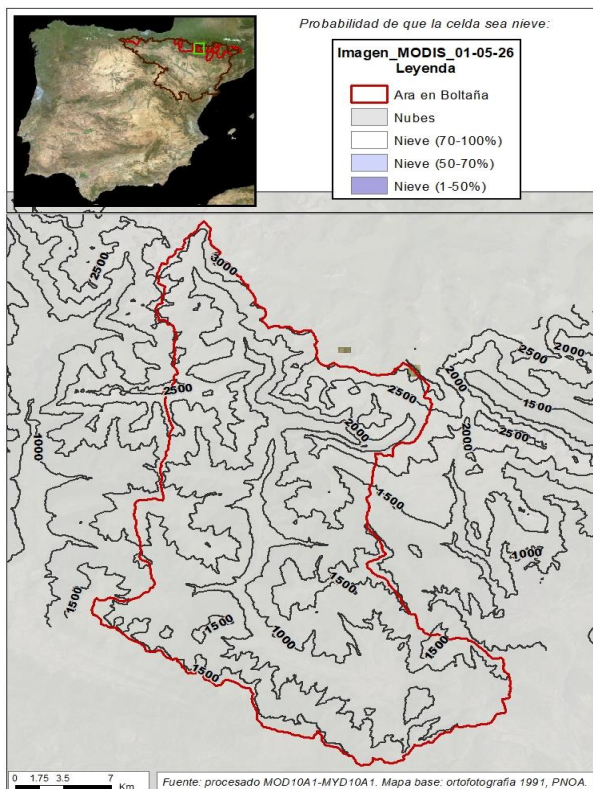 Probabilidad de que la celda sea nieve:
Imagen_MODIS_01-05-26
Leyenda
Ara en Boltaña
Nubes
Nieve (70-100%)
Nieve (50-70%)
Nieve (1-50%)
2500
3000
2500
2000
2500
2000
2000
2500
1500
2500
2000
2500
2000
1000
1500
1000
1500
1500
1500
1000
1500
1500
0 1.75 3.5 7
Km
Fuente: procesado MOD10A1-MYD10A1. Mapa base: ortofotografía 1991, PNOA.